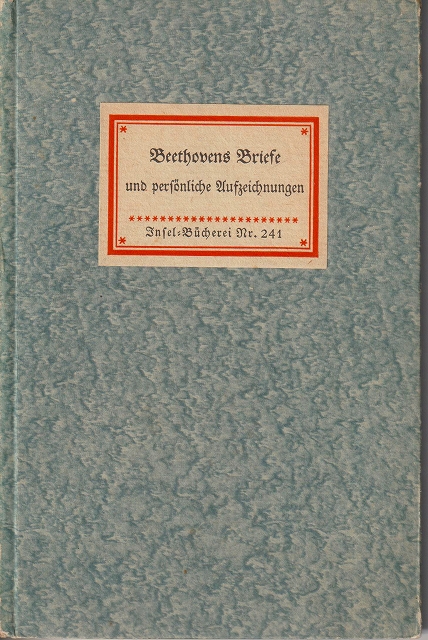 Beethovens Briefe
und persönliche Aufzeichnungen
Insel-Bücherei Nr. 241